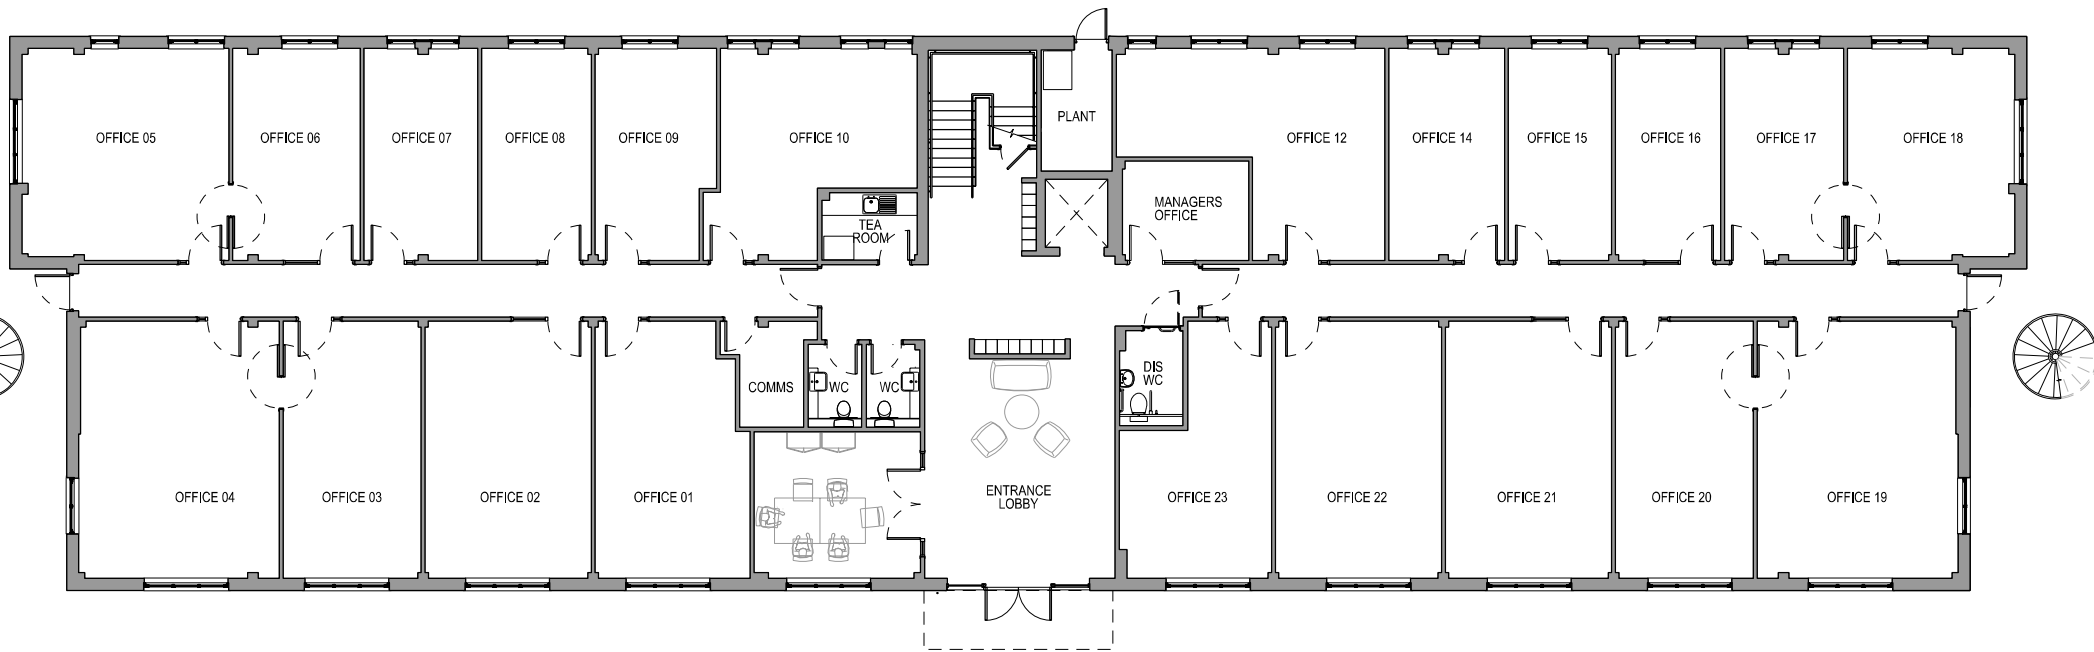 PLANT
OFFICE 05
OFFICE 06
OFFICE 07
OFFICE 08
OFFICE 09
OFFICE 10
OFFICE 12
OFFICE 14
OFFICE 15
OFFICE 16
OFFICE 17
OFFICE 18
MANAGERS
OFFICE
TEA
ROOM
COMMS
WC
WC
DIS
WC
OFFICE 04
OFFICE 03
OFFICE 02
OFFICE 01
ENTRANCE
LOBBY
OFFICE 23
OFFICE 22
OFFICE 21
OFFICE 20
OFFICE 19